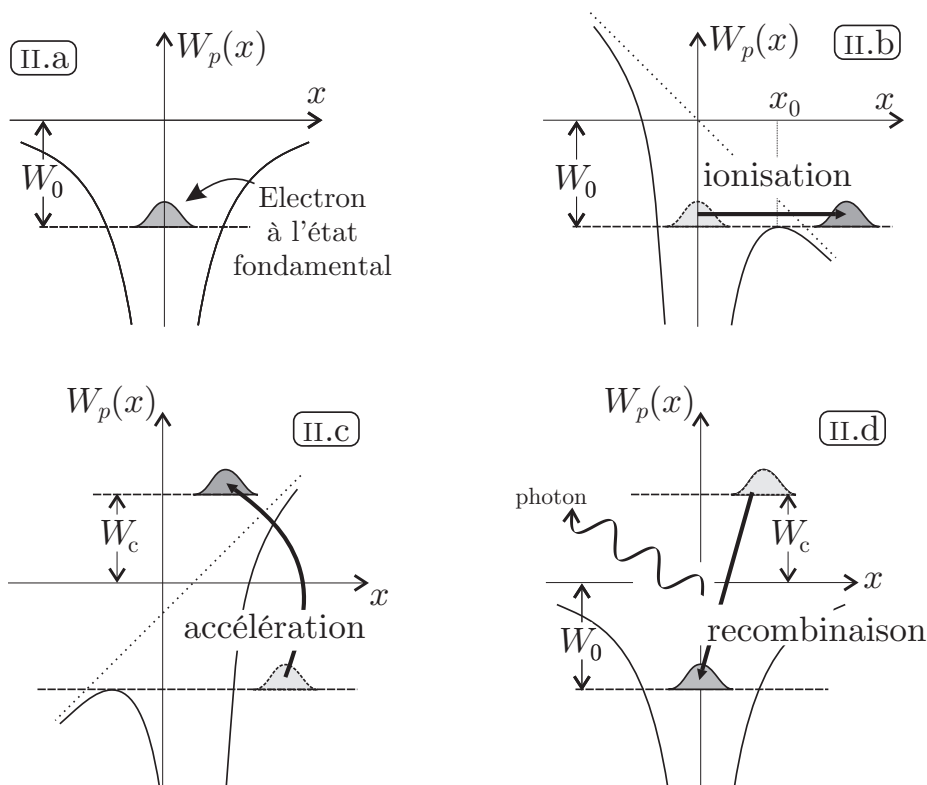 II.a
W_p(x)
x
W_0
Electron
à l'état
fondamental
II.b
W_p(x)
x_0
x
W_0
ionisation
II.c
W_p(x)
W_c
x
accélération
II.d
W_p(x)
photon
W_c
x
W_0
recombinaison